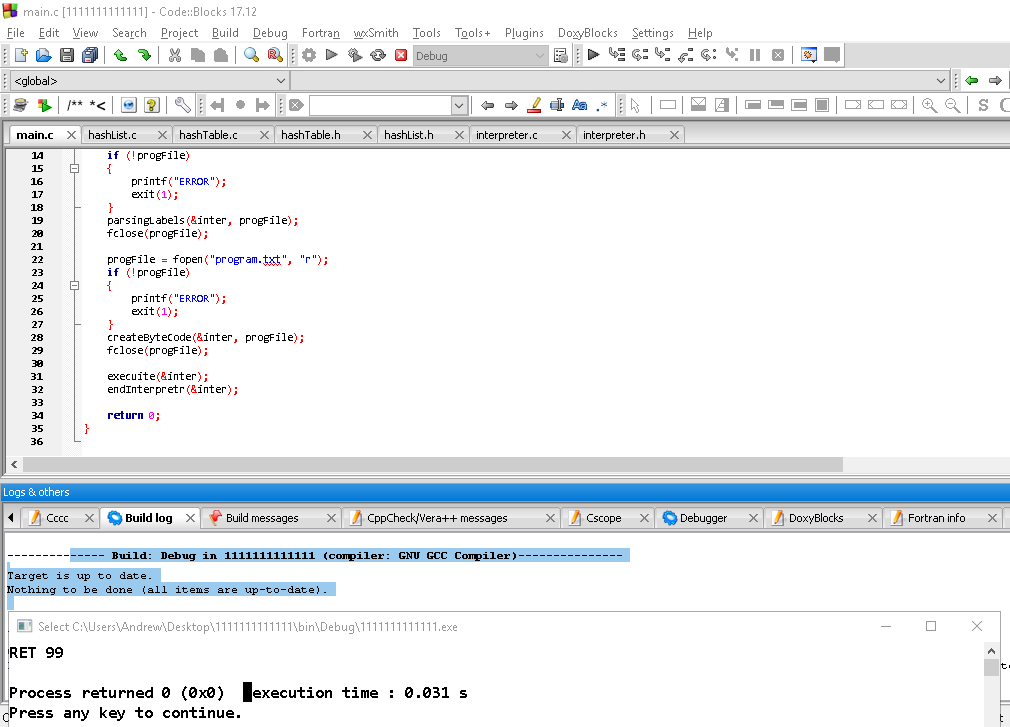 main.c [1111111111111] - Code::Blocks 17.12
File Edit View Search Project Build Debug Fortran wxSmith Tools Tools+ Plugins DoxyBlocks Settings Help
Debug
<global>
/** *<
Aa .*
S
main.c hashList.c hashTable.c hashTable.h hashList.h interpreter.c interpreter.h
14 if (!progFile)
15 {
16 printf("ERROR");
17 exit(1);
18 }
19 parsingLabels(&inter, progFile);
20 fclose(progFile);
21
22 progFile = fopen("program.txt", "r");
23 if (!progFile)
24 {
25 printf("ERROR");
26 exit(1);
27 }
28 createByteCode(&inter, progFile);
29 fclose(progFile);
30
31 execuite(&inter);
32 endInterpretr(&inter);
33
34 return 0;
35 }
36
Logs & others
Cccc Build log Build messages CppCheck/Vera++ messages Cscope Debugger DoxyBlocks Fortran info
-------------- Build: Debug in 1111111111111 (compiler: GNU GCC Compiler)---------------
Target is up to date.
Nothing to be done (all items are up-to-date).
Select C:\Users\Andrew\Desktop\1111111111111\bin\Debug\1111111111111.exe
RET 99
Process returned 0 (0x0) execution time : 0.031 s
Press any key to continue.